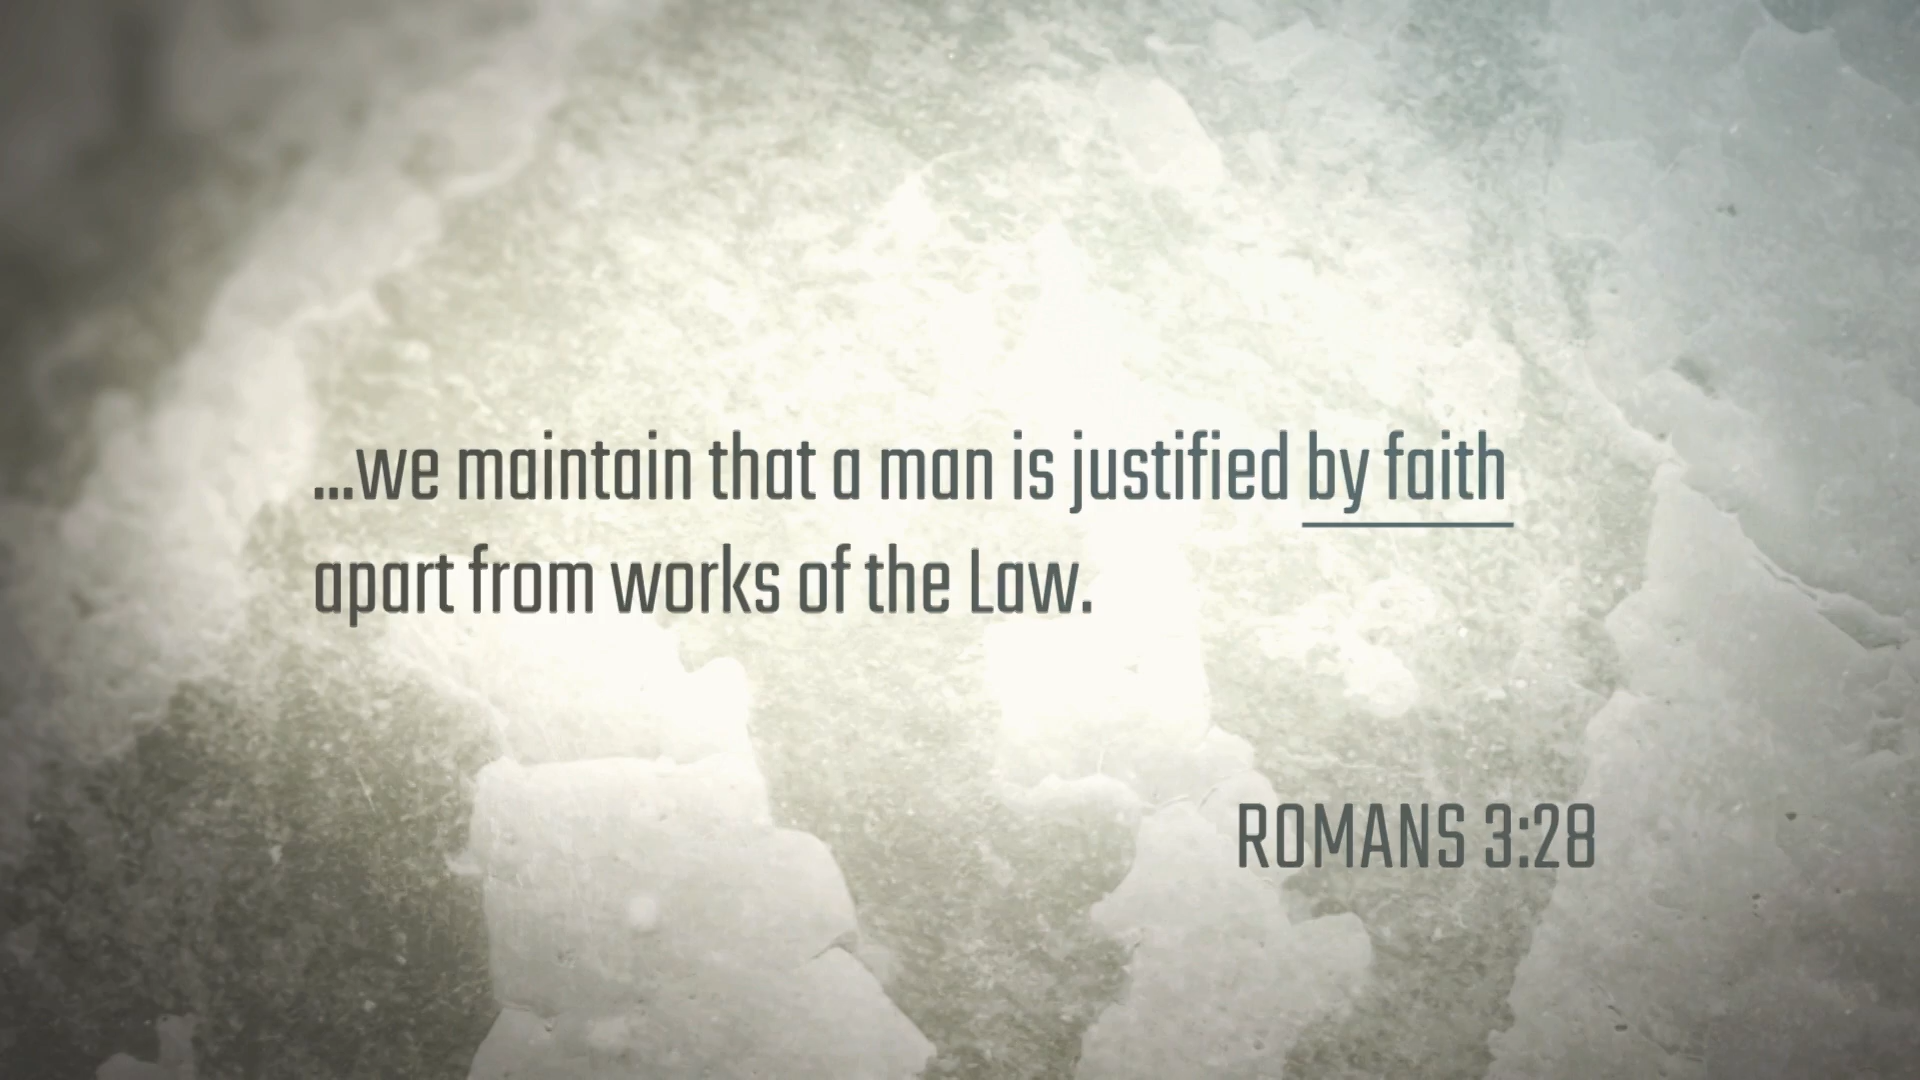 ...we maintain that a man is justified by faith
apart from works of the Law.
ROMANS 3:28